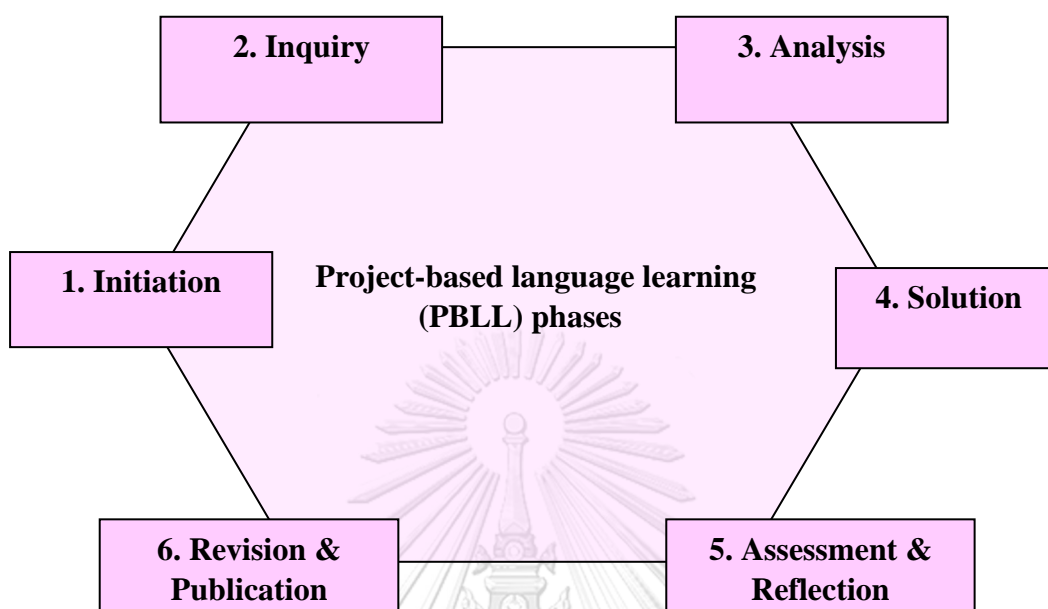 2. Inquiry
3. Analysis
1. Initiation
Project-based language learning
(PBLL) phases
4. Solution
6. Revision &
Publication
5. Assessment &
Reflection